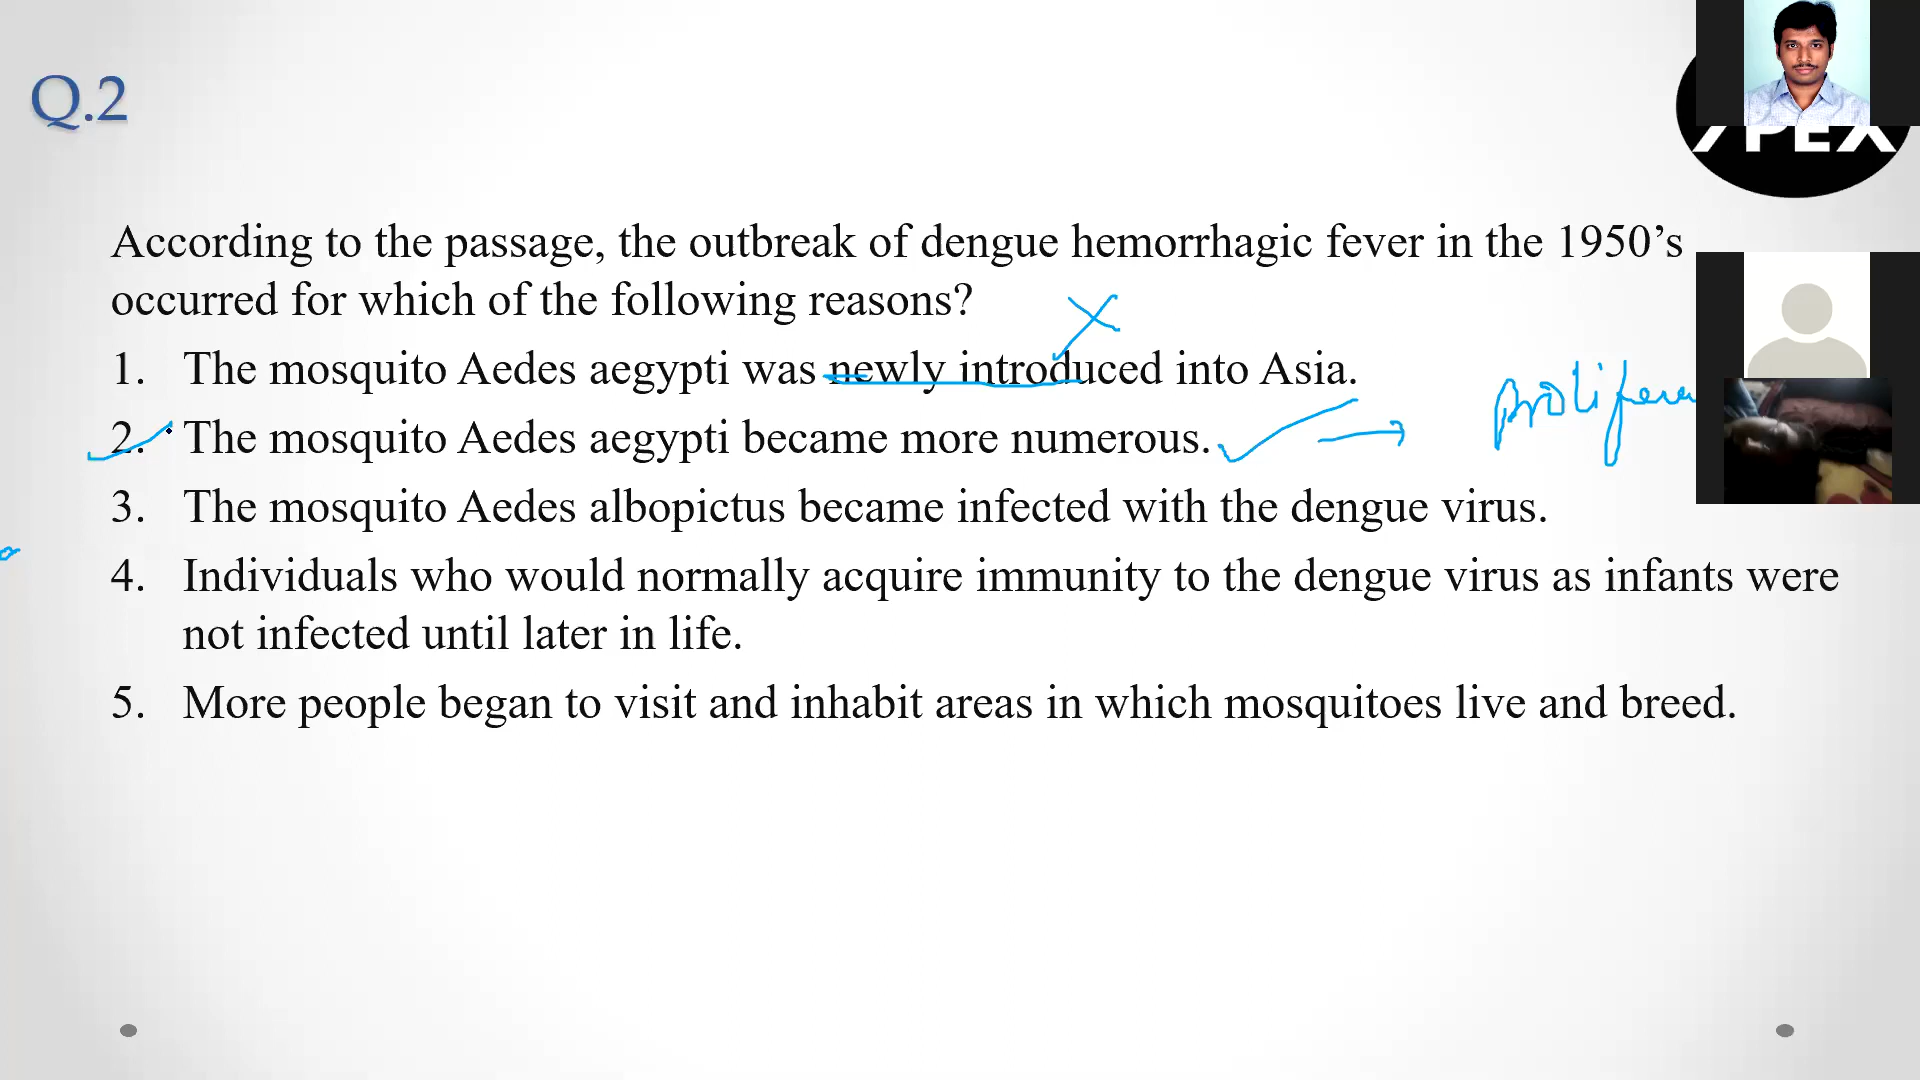 Q.2
APEX
According to the passage, the outbreak of dengue hemorrhagic fever in the 1950’s
occurred for which of the following reasons?
1. The mosquito Aedes aegypti was newly introduced into Asia.
2. The mosquito Aedes aegypti became more numerous.
3. The mosquito Aedes albopictus became infected with the dengue virus.
4. Individuals who would normally acquire immunity to the dengue virus as infants were
not infected until later in life.
5. More people began to visit and inhabit areas in which mosquitoes live and breed.